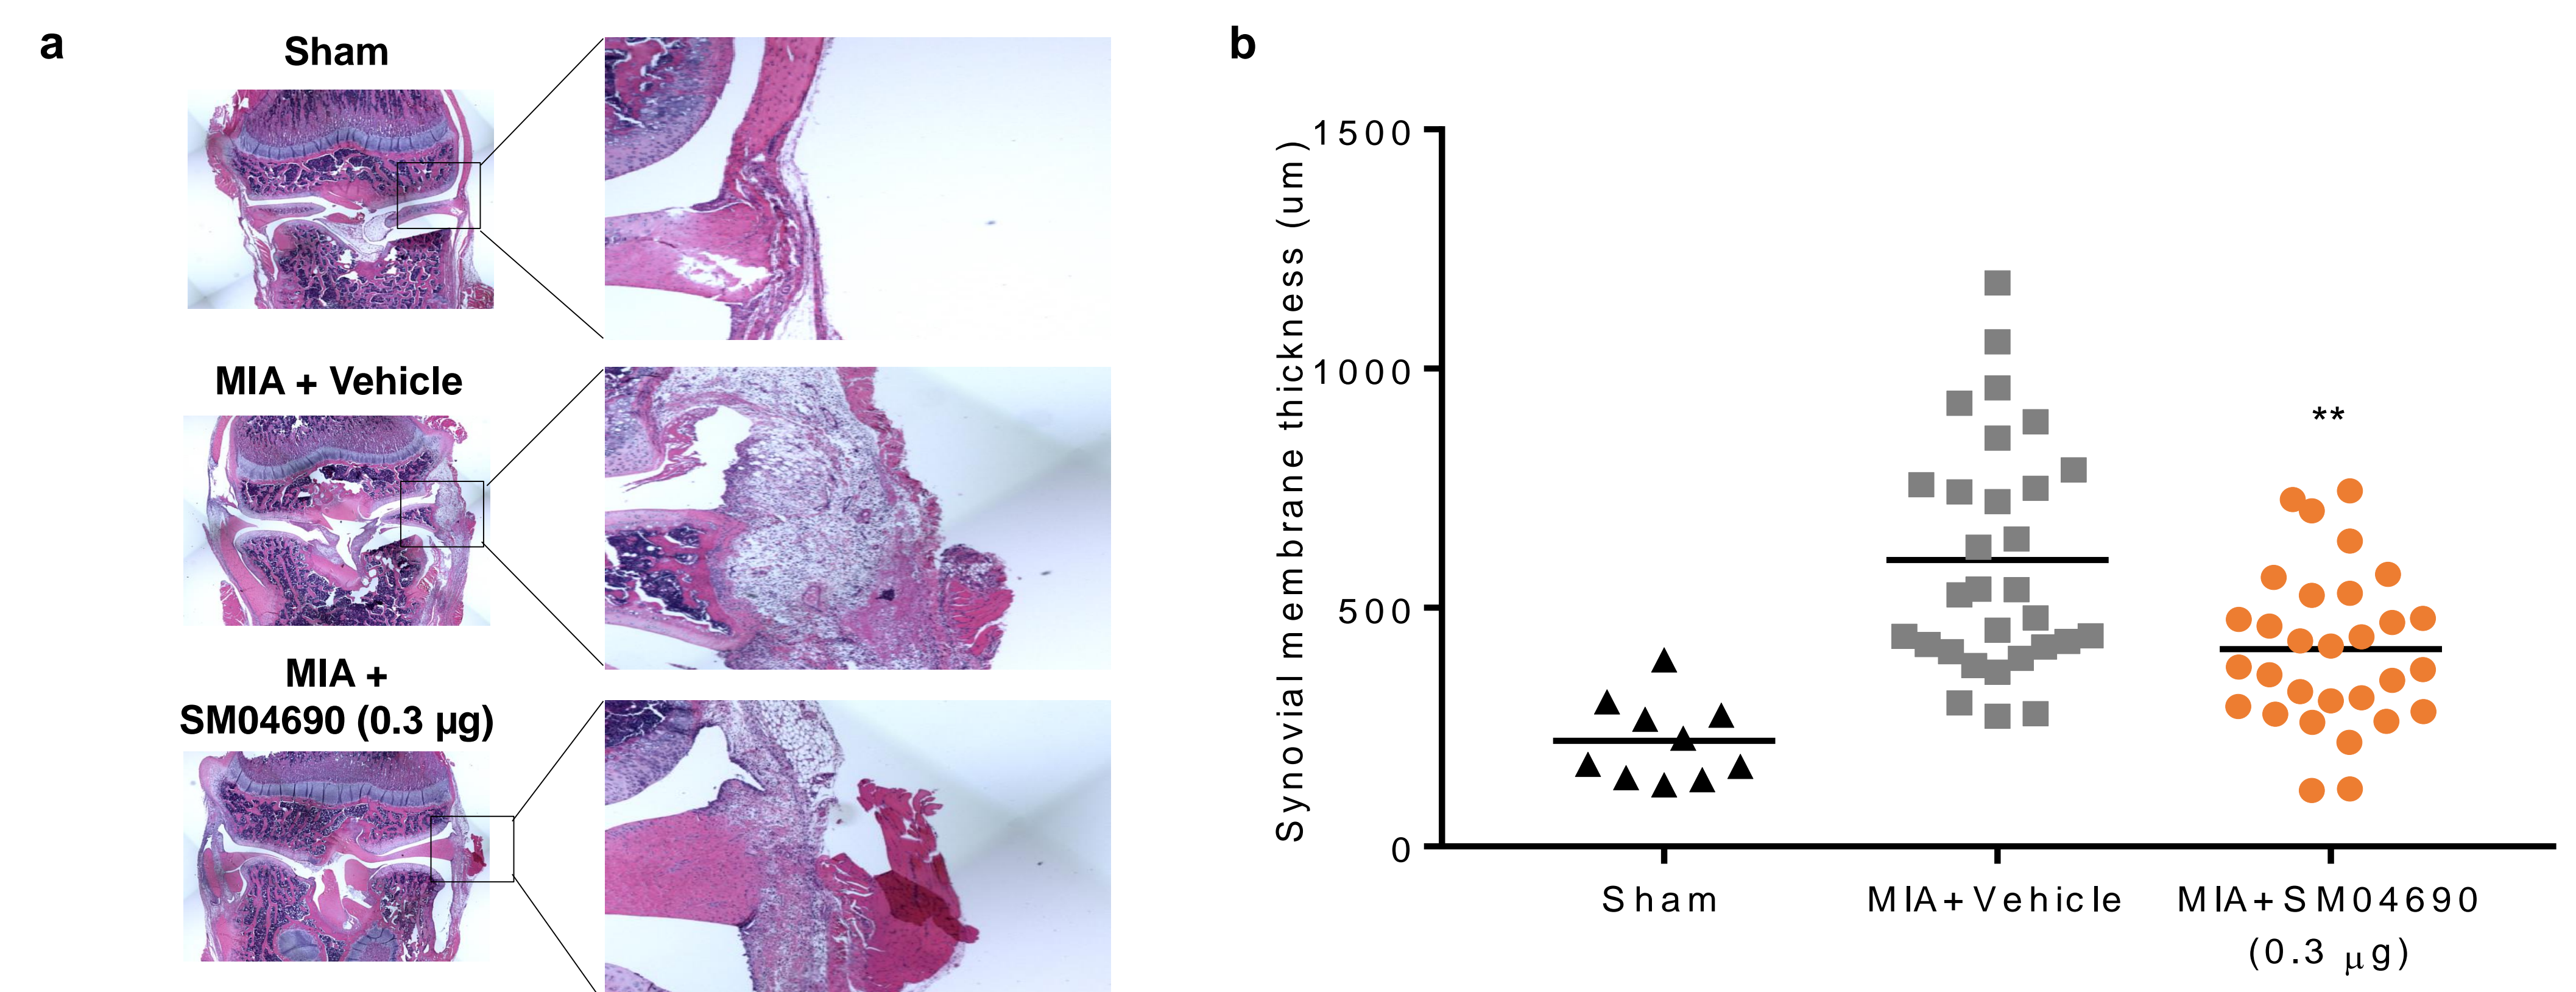 a
Sham
MIA + Vehicle
MIA +
SM04690 (0.3 µg)
b
Synovial membrane thickness (um)
1500
1000
500
0
**
Sham
MIA+Vehicle
MIA+SM04690
(0.3 µg)